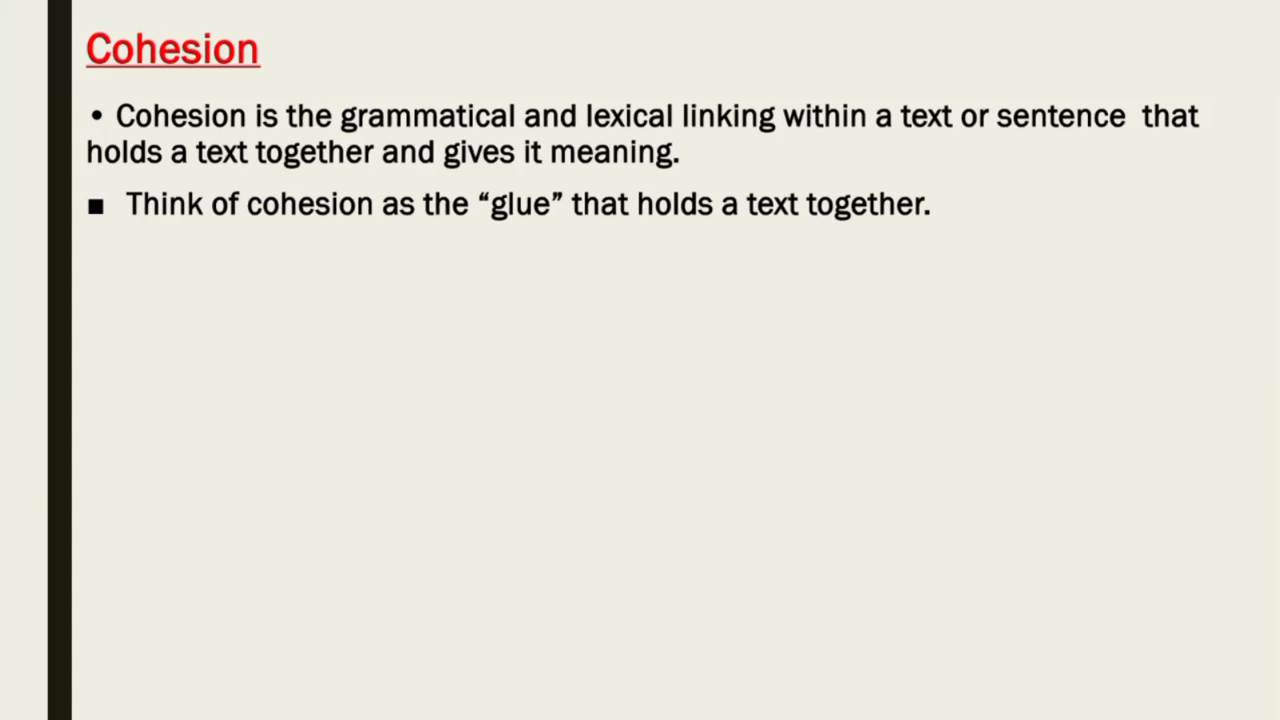 Cohesion
• Cohesion is the grammatical and lexical linking within a text or sentence  that
holds a text together and gives it meaning.
■ Think of cohesion as the “glue” that holds a text together.